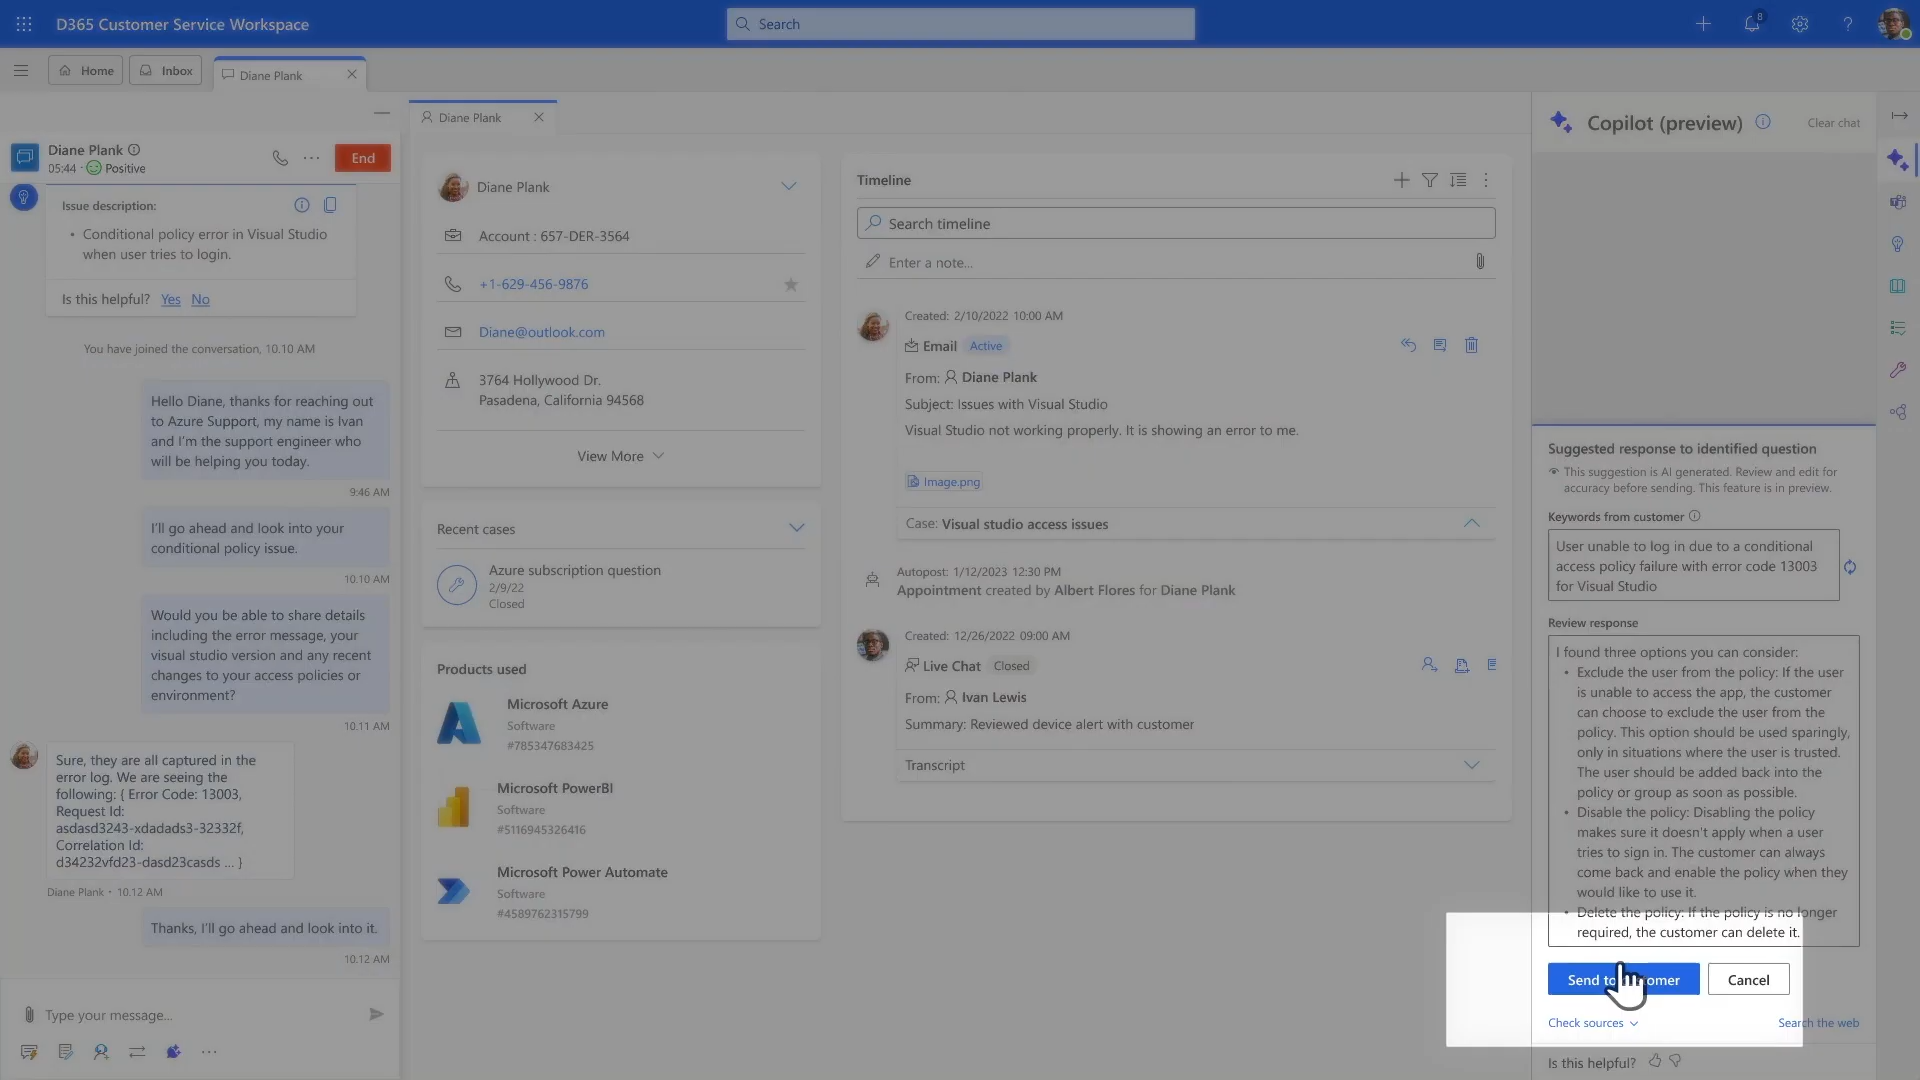 D365 Customer Service Workspace
Search
8
Home
Inbox
Diane Plank
Diane Plank
05:44 · Positive
End
Issue description:
• Conditional policy error in Visual Studio
when user tries to login.
Is this helpful? Yes No
You have joined the conversation, 10.10 AM
Hello Diane, thanks for reaching out
to Azure Support, my name is Ivan
and I'm the support engineer who
will be helping you today.
9:46 AM
I'll go ahead and look into your
conditional policy issue.
10.10 AM
Would you be able to share details
including the error message, your
visual studio version and any recent
changes to your access policies or
environment?
10.11 AM
Sure, they are all captured in the
error log. We are seeing the
following: { Error Code: 13003,
Request Id:
asdasd3243-xdadads3-32332f,
Correlation Id:
d34232vfd23-dasd23casds ... }
Diane Plank • 10.12 AM
Thanks, I'll go ahead and look into it.
10.12 AM
Type your message...
Diane Plank
Diane Plank
Account : 657-DER-3564
+1-629-456-9876
Diane@outlook.com
3764 Hollywood Dr.
Pasadena, California 94568
View More
Recent cases
Azure subscription question
2/9/22
Closed
Products used
Microsoft Azure
Software
#785347683425
Microsoft PowerBI
Software
#5116945326416
Microsoft Power Automate
Software
#4589762315799
Timeline
Search timeline
Enter a note...
Created: 2/10/2022 10:00 AM
Email Active
From: Diane Plank
Subject: Issues with Visual Studio
Visual Studio not working properly. It is showing an error to me.
Image.png
Case: Visual studio access issues
Autopost: 1/12/2023 12:30 PM
Appointment created by Albert Flores for Diane Plank
Created: 12/26/2022 09:00 AM
Live Chat Closed
From: Ivan Lewis
Summary: Reviewed device alert with customer
Transcript
Copilot (preview)
Clear chat
Suggested response to identified question
This suggestion is AI generated. Review and edit for
accuracy before sending. This feature is in preview.
Keywords from customer
User unable to log in due to a conditional
access policy failure with error code 13003
for Visual Studio
Review response
I found three options you can consider:
• Exclude the user from the policy: If the user
is unable to access the app, the customer
can choose to exclude the user from the
policy. This option should be used sparingly,
only in situations where the user is trusted.
The user should be added back into the
policy or group as soon as possible.
• Disable the policy: Disabling the policy
makes sure it doesn't apply when a user
tries to sign in. The customer can always
come back and enable the policy when they
would like to use it.
• Delete the policy: If the policy is no longer
required, the customer can delete it.
Send to
Cancel
Check sources
Search the web
Is this helpful?